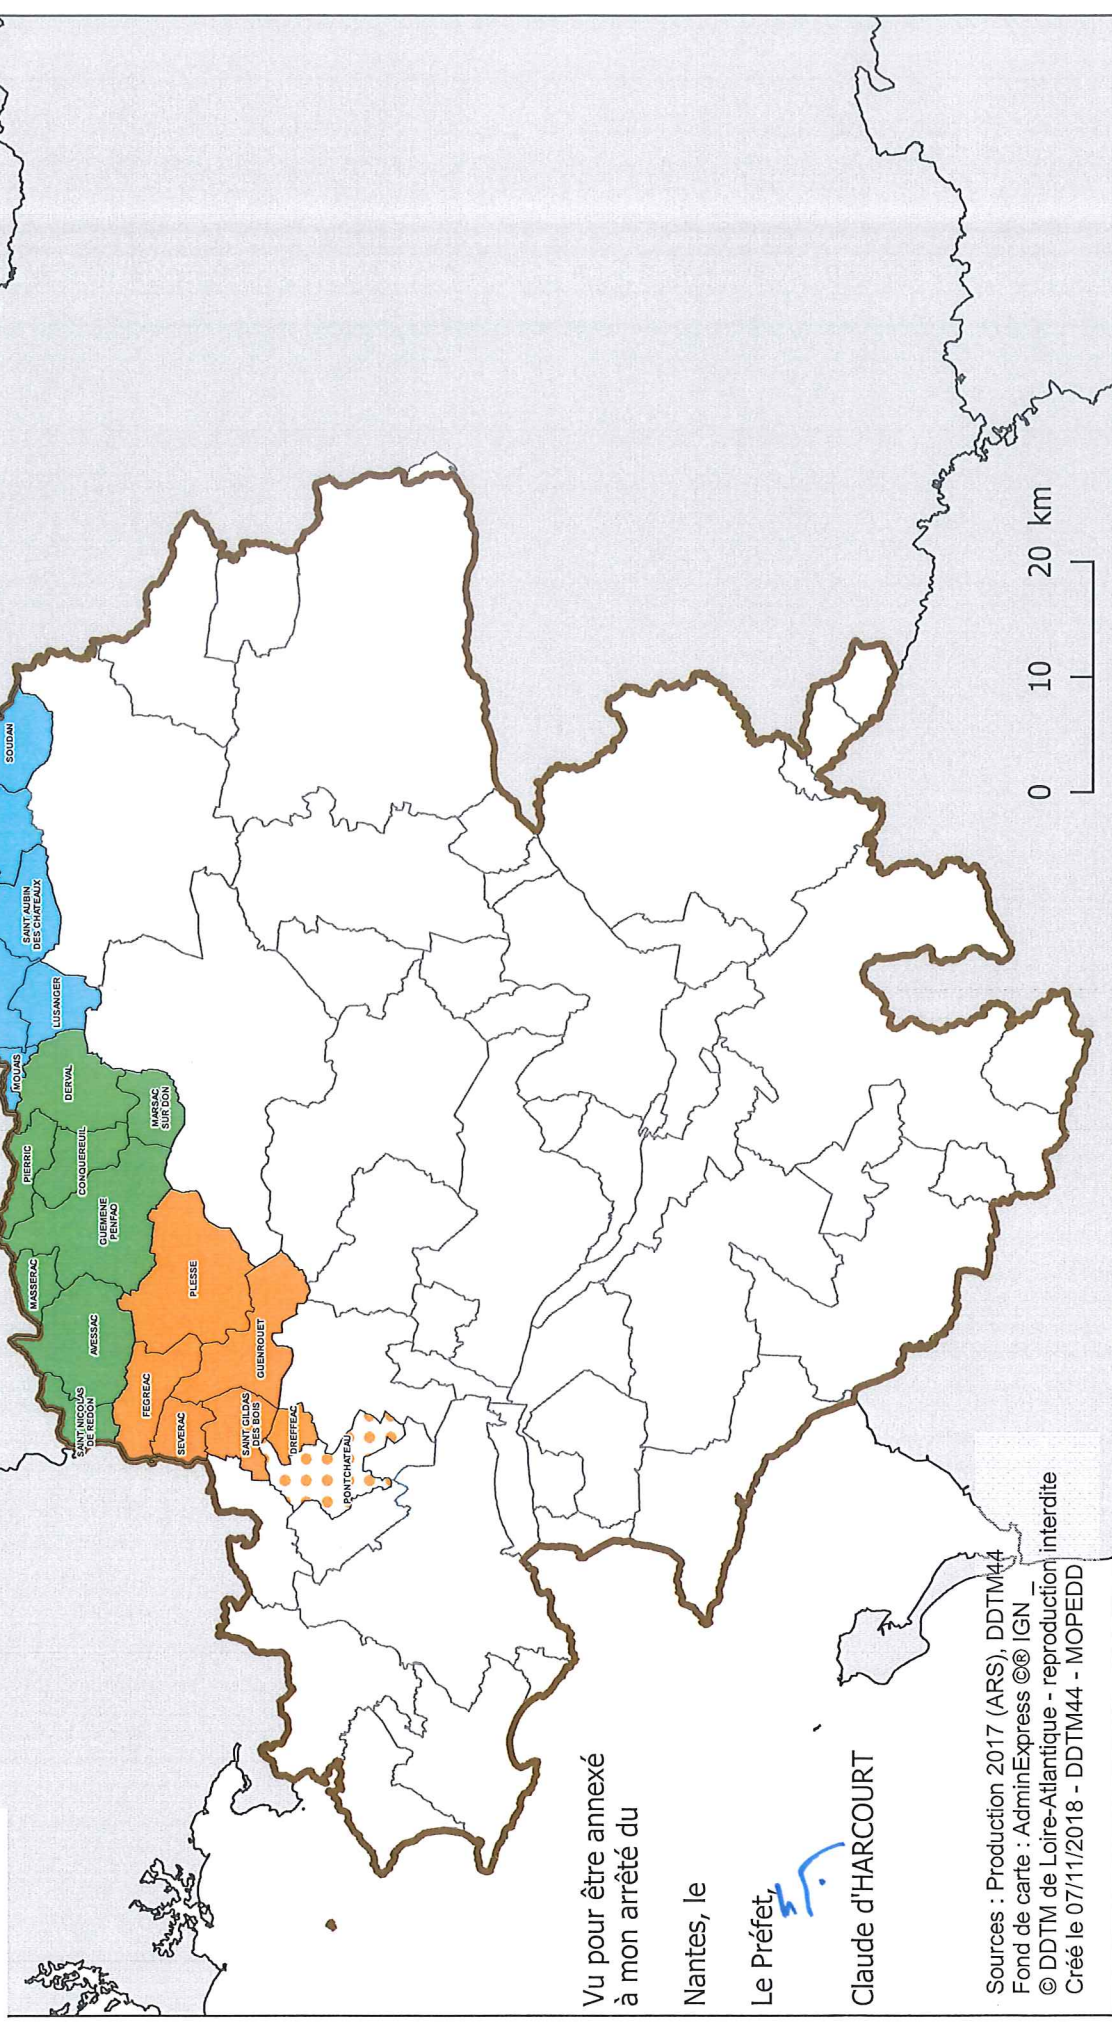 SOUDAN
SAINT AUBIN
DES CHATEAUX
LUSANGER
MOUAIS
DERVAL
MARSAC
SUR DON
PIERRIC
CONQUEREUIL
GUEMENE
PENFAO
MASSERAC
AVESSAC
SAINT NICOLAS
DE REDON
PLESSE
FEGREAC
GUENROUET
SEVERAC
SAINT GILDAS
DES BOIS
DREFFEAC
PONTCHATEAU
0 10 20 km
Vu pour être annexé
à mon arrêté du
Nantes, le
Le Préfet,
Claude d'HARCOURT
Sources : Production 2017 (ARS), DDTM44
Fond de carte : AdminExpress ©® IGN _
© DDTM de Loire-Atlantique - reproduction interdite
Créé le 07/11/2018 - DDTM44 - MOPEDD